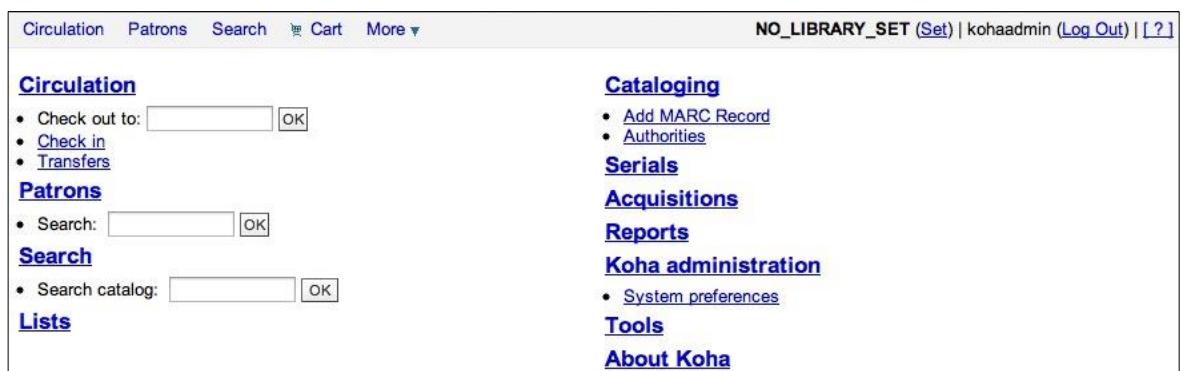 Circulation Patrons Search Cart More ▾ NO_LIBRARY_SET (Set) | kohaadmin (Log Out) | [ ? ]
Circulation
• Check out to: OK
• Check in
• Transfers
Patrons
• Search: OK
Search
• Search catalog: OK
Lists
Cataloging
• Add MARC Record
• Authorities
Serials
Acquisitions
Reports
Koha administration
• System preferences
Tools
About Koha